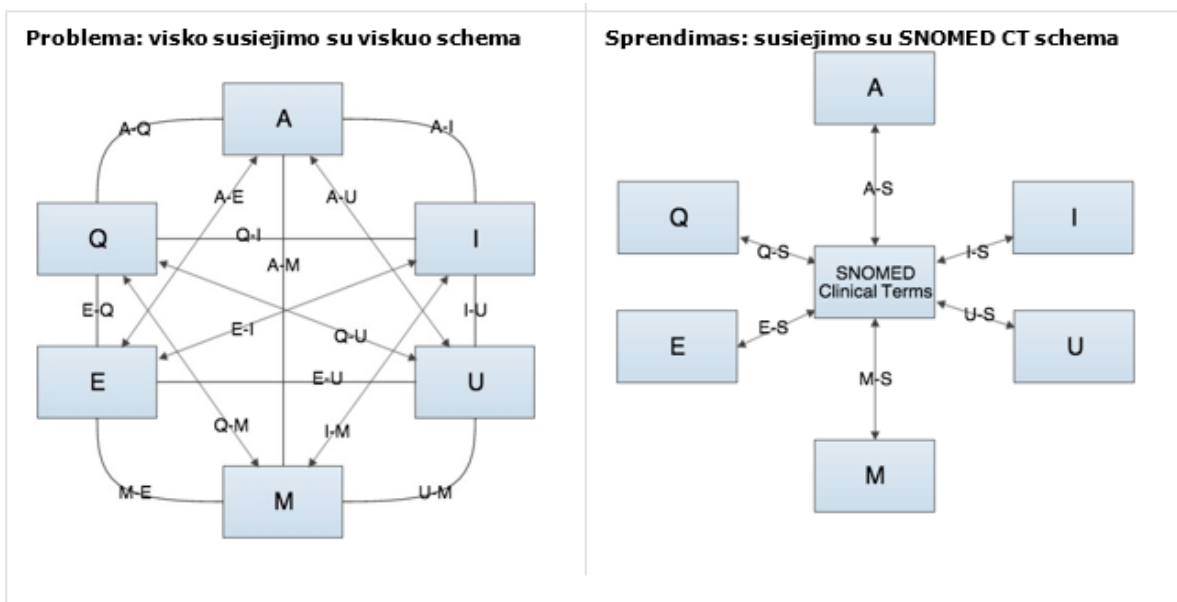 Problema: visko susiejimo su viskuo schema
A
A-Q
A-I
A-E
A-U
Q
Q-I
I
A-M
E-Q
I-U
E-I
Q-U
E
E-U
U
Q-M
I-M
M-E
M
U-M
Sprendimas: susiejimo su SNOMED CT schema
A
A-S
Q
I
Q-S
I-S
SNOMED
Clinical Terms
E-S
U-S
E
U
M-S
M